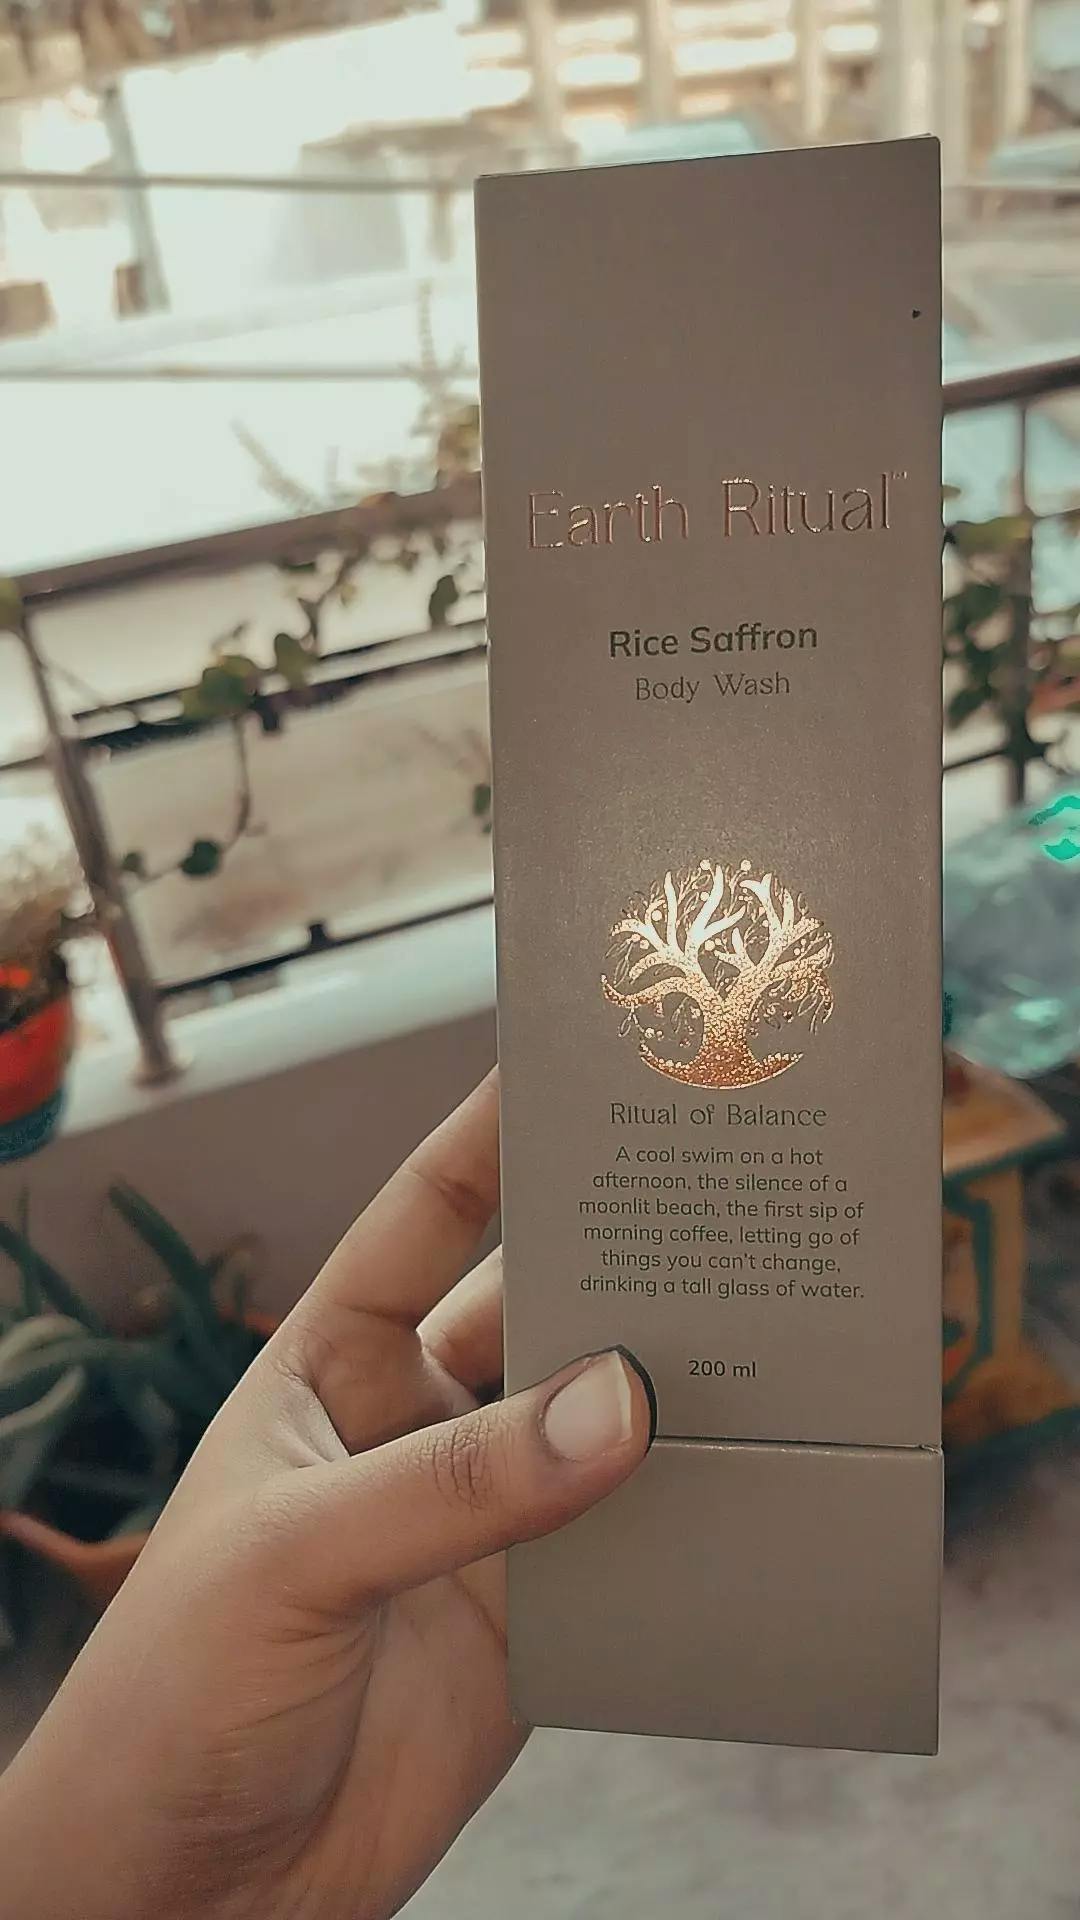 Earth Ritual™
Rice Saffron
Body Wash
Ritual of Balance
A cool swim on a hot
afternoon, the silence of a
moonlit beach, the first sip of
morning coffee, letting go of
things you can't change,
drinking a tall glass of water.
200 ml